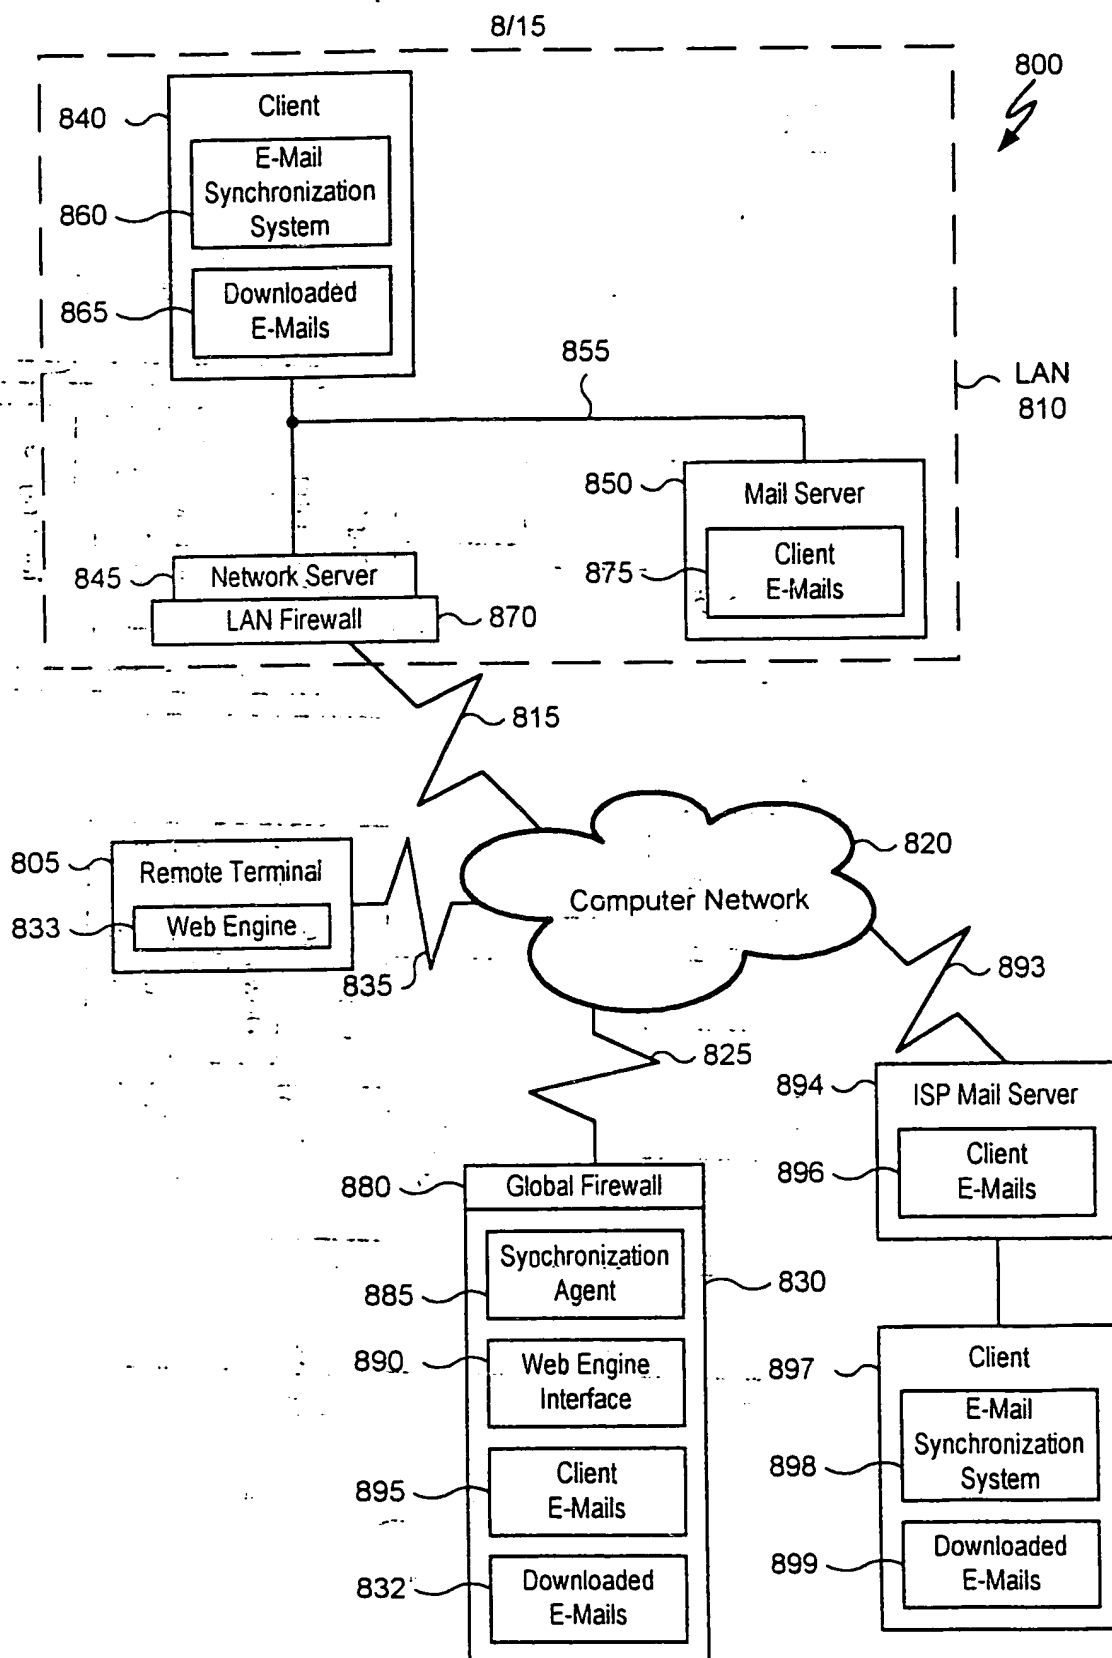 8/15
800
840
Client
E-Mail
Synchronization
System
860
865
Downloaded
E-Mails
855
LAN
810
850
Mail Server
875
Client
E-Mails
845
Network Server
LAN Firewall
870
815
820
805
Remote Terminal
Computer Network
833
Web Engine
835
893
825
894
ISP Mail Server
896
Client
E-Mails
880
Global Firewall
885
Synchronization
Agent
830
890
Web Engine
Interface
897
Client
895
Client
E-Mails
898
E-Mail
Synchronization
System
832
Downloaded
E-Mails
899
Downloaded
E-Mails